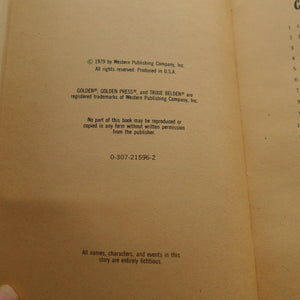 © 1979 by Western Publishing Company, Inc.
All rights reserved. Produced in U.S.A.
GOLDEN®, GOLDEN PRESS®, and TRIXIE BELDEN® are
registered trademarks of Western Publishing Company, Inc.
No part of this book may be reproduced or
copied in any form without written permission
from the publisher.
0-307-21596-2
All names, characters, and events in this
story are entirely fictitious.